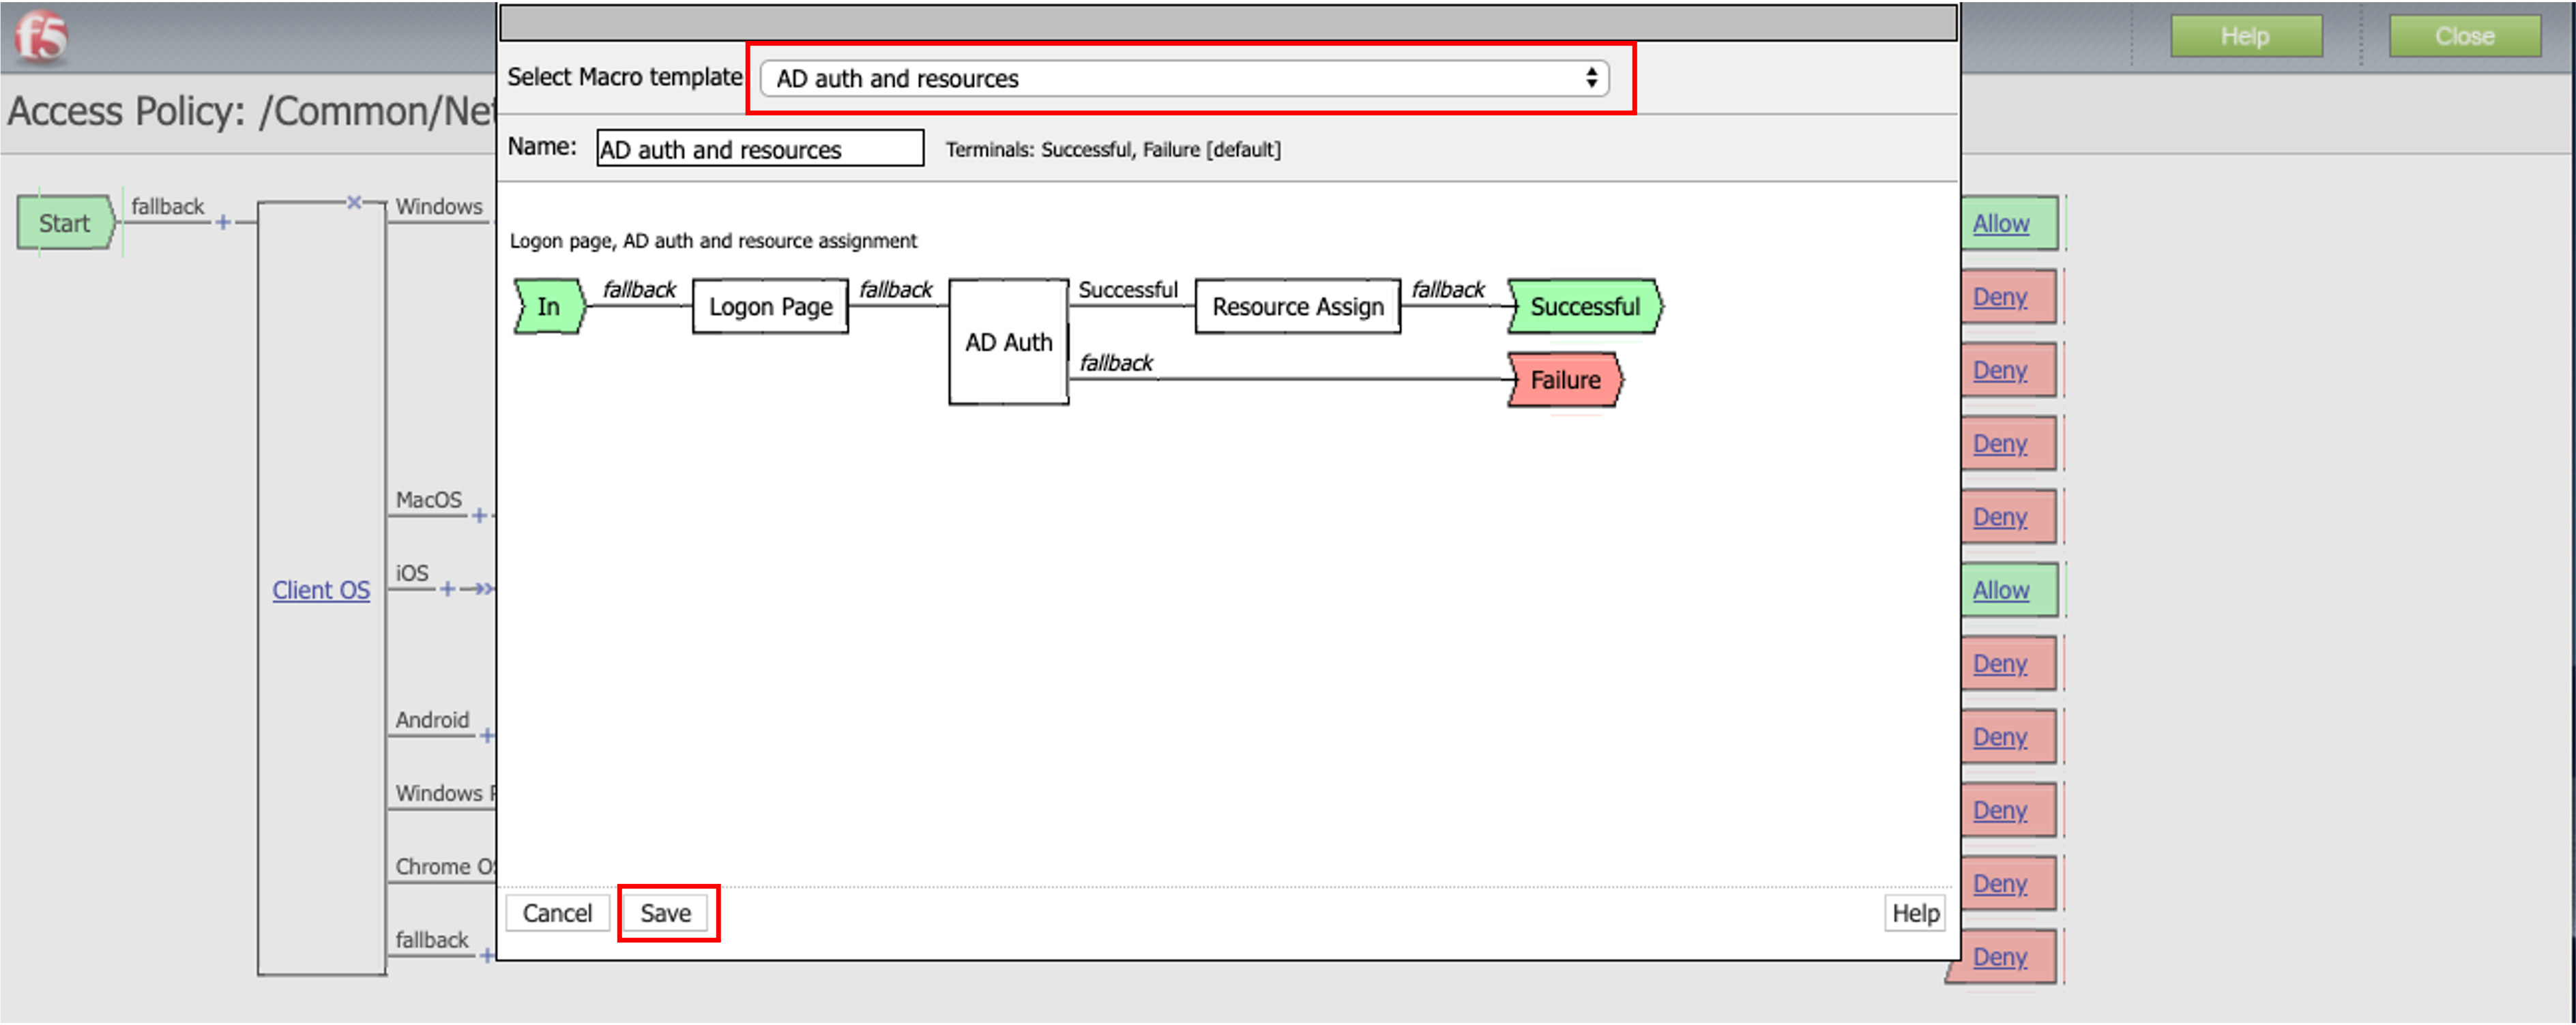 f5
Help
Close
Select Macro template
AD auth and resources
Access Policy: /Common/Net
Name:
AD auth and resources
Terminals: Successful, Failure [default]
Start
fallback
Windows
Logon page, AD auth and resource assignment
In
fallback
Logon Page
fallback
AD Auth
Successful
Resource Assign
fallback
Successful
fallback
Failure
MacOS
iOS
Client OS
Android
Windows
Chrome OS
fallback
Allow
Deny
Deny
Deny
Deny
Allow
Deny
Deny
Deny
Deny
Deny
Cancel
Save
Help